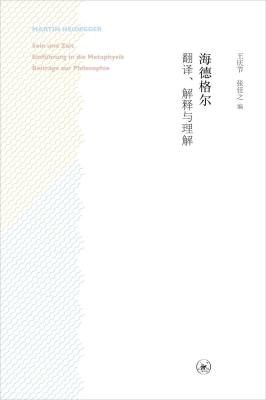 MARTIN HEIDEGGER
Sein und Zeit
Einführung in die Metaphysik
Beiträge zur Philosophie
海德格尔
翻译、解释与理解
王庆节 张任之 编